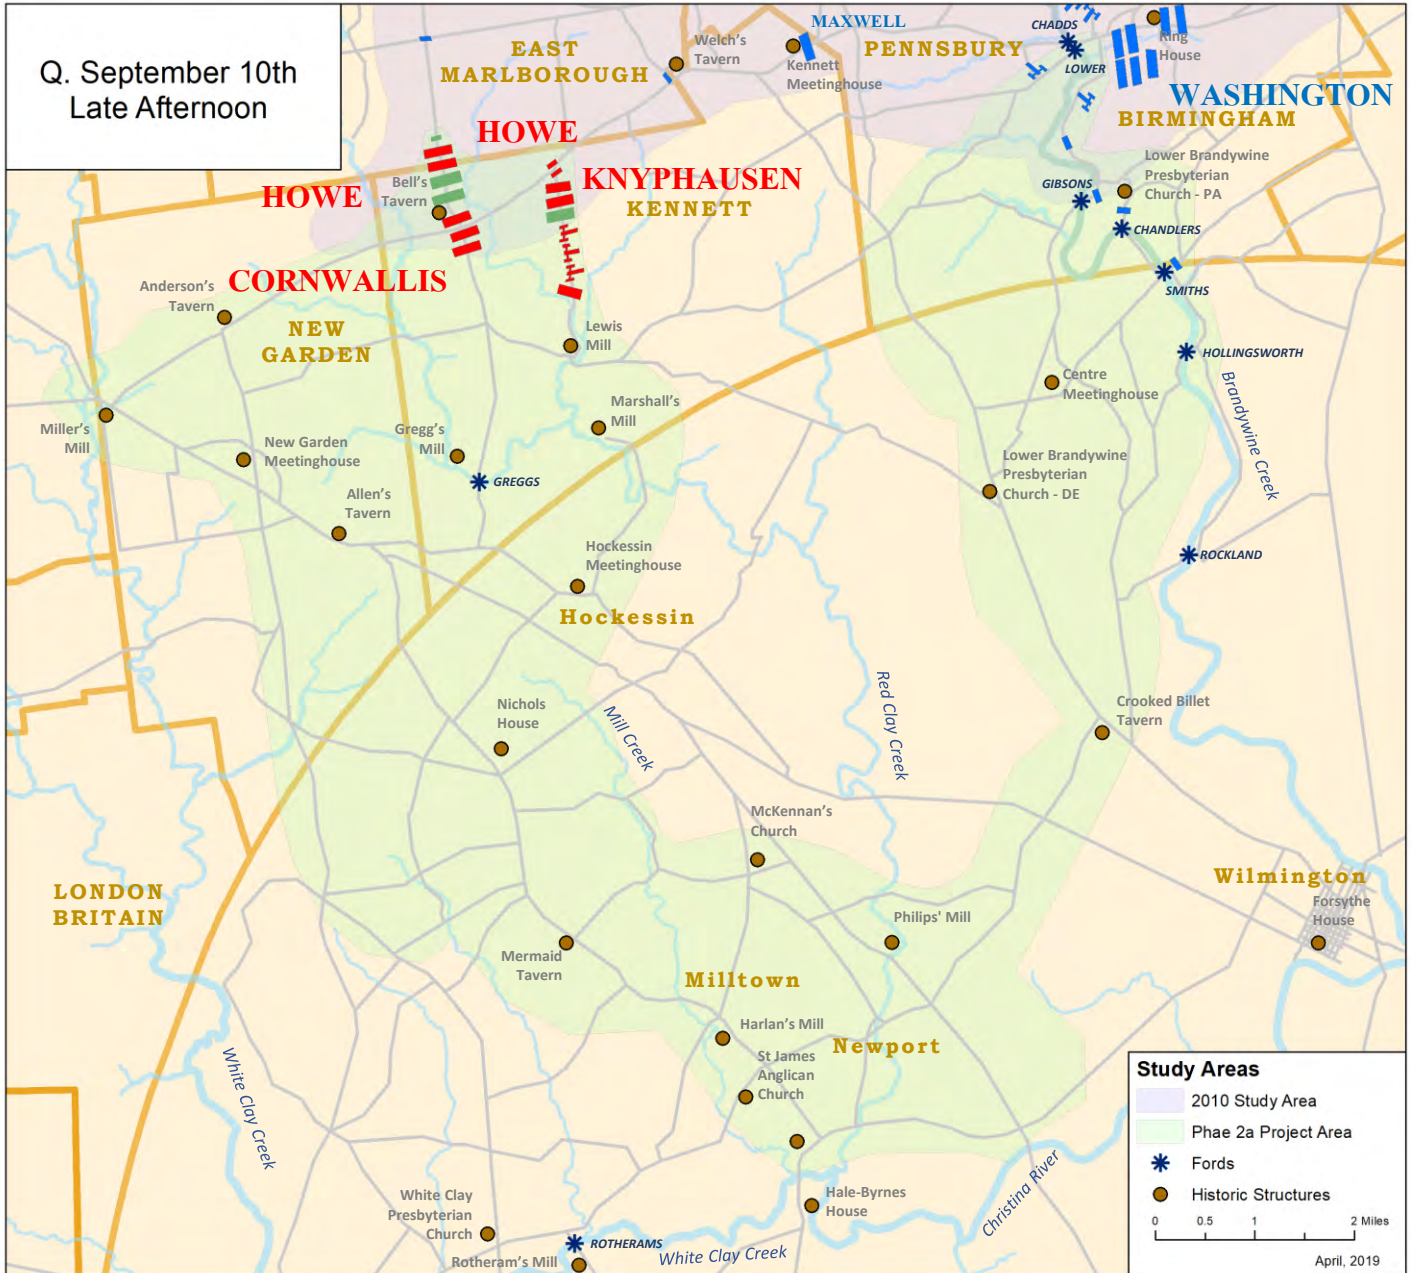 Q. September 10th
Late Afternoon
MAXWELL
CHADDS
EAST
MARLBOROUGH
Welch's
Tavern
Kennett
Meetinghouse
PENNSBURY
LOWER
Ring
House
WASHINGTON
BIRMINGHAM
HOWE
HOWE
Bell's
Tavern
KNYPHAUSEN
KENNETT
GIBSONS
Lower Brandywine
Presbyterian
Church - PA
CHANDLERS
CORNWALLIS
Anderson's
Tavern
SMITHS
NEW
GARDEN
Lewis
Mill
HOLLINGSWORTH
Centre
Meetinghouse
Brandywine Creek
Miller's
Mill
New Garden
Meetinghouse
Gregg's
Mill
Marshall's
Mill
GREGGS
Lower Brandywine
Presbyterian
Church - DE
Allen's
Tavern
Hockessin
Meetinghouse
ROCKLAND
Hockessin
Nichols
House
Mill Creek
Red Clay Creek
Crooked Billet
Tavern
McKennan's
Church
LONDON
BRITAIN
Wilmington
Forsythe
House
Philips' Mill
Mermaid
Tavern
Milltown
Harlan's Mill
Newport
St James
Anglican
Church
White Clay Creek
White Clay
Presbyterian
Church
Hale-Byrnes
House
Christina River
ROTHERAMS
Rotheram's Mill
White Clay Creek
Study Areas
2010 Study Area
Phae 2a Project Area
Fords
Historic Structures
0 0.5 1 2 Miles
April, 2019